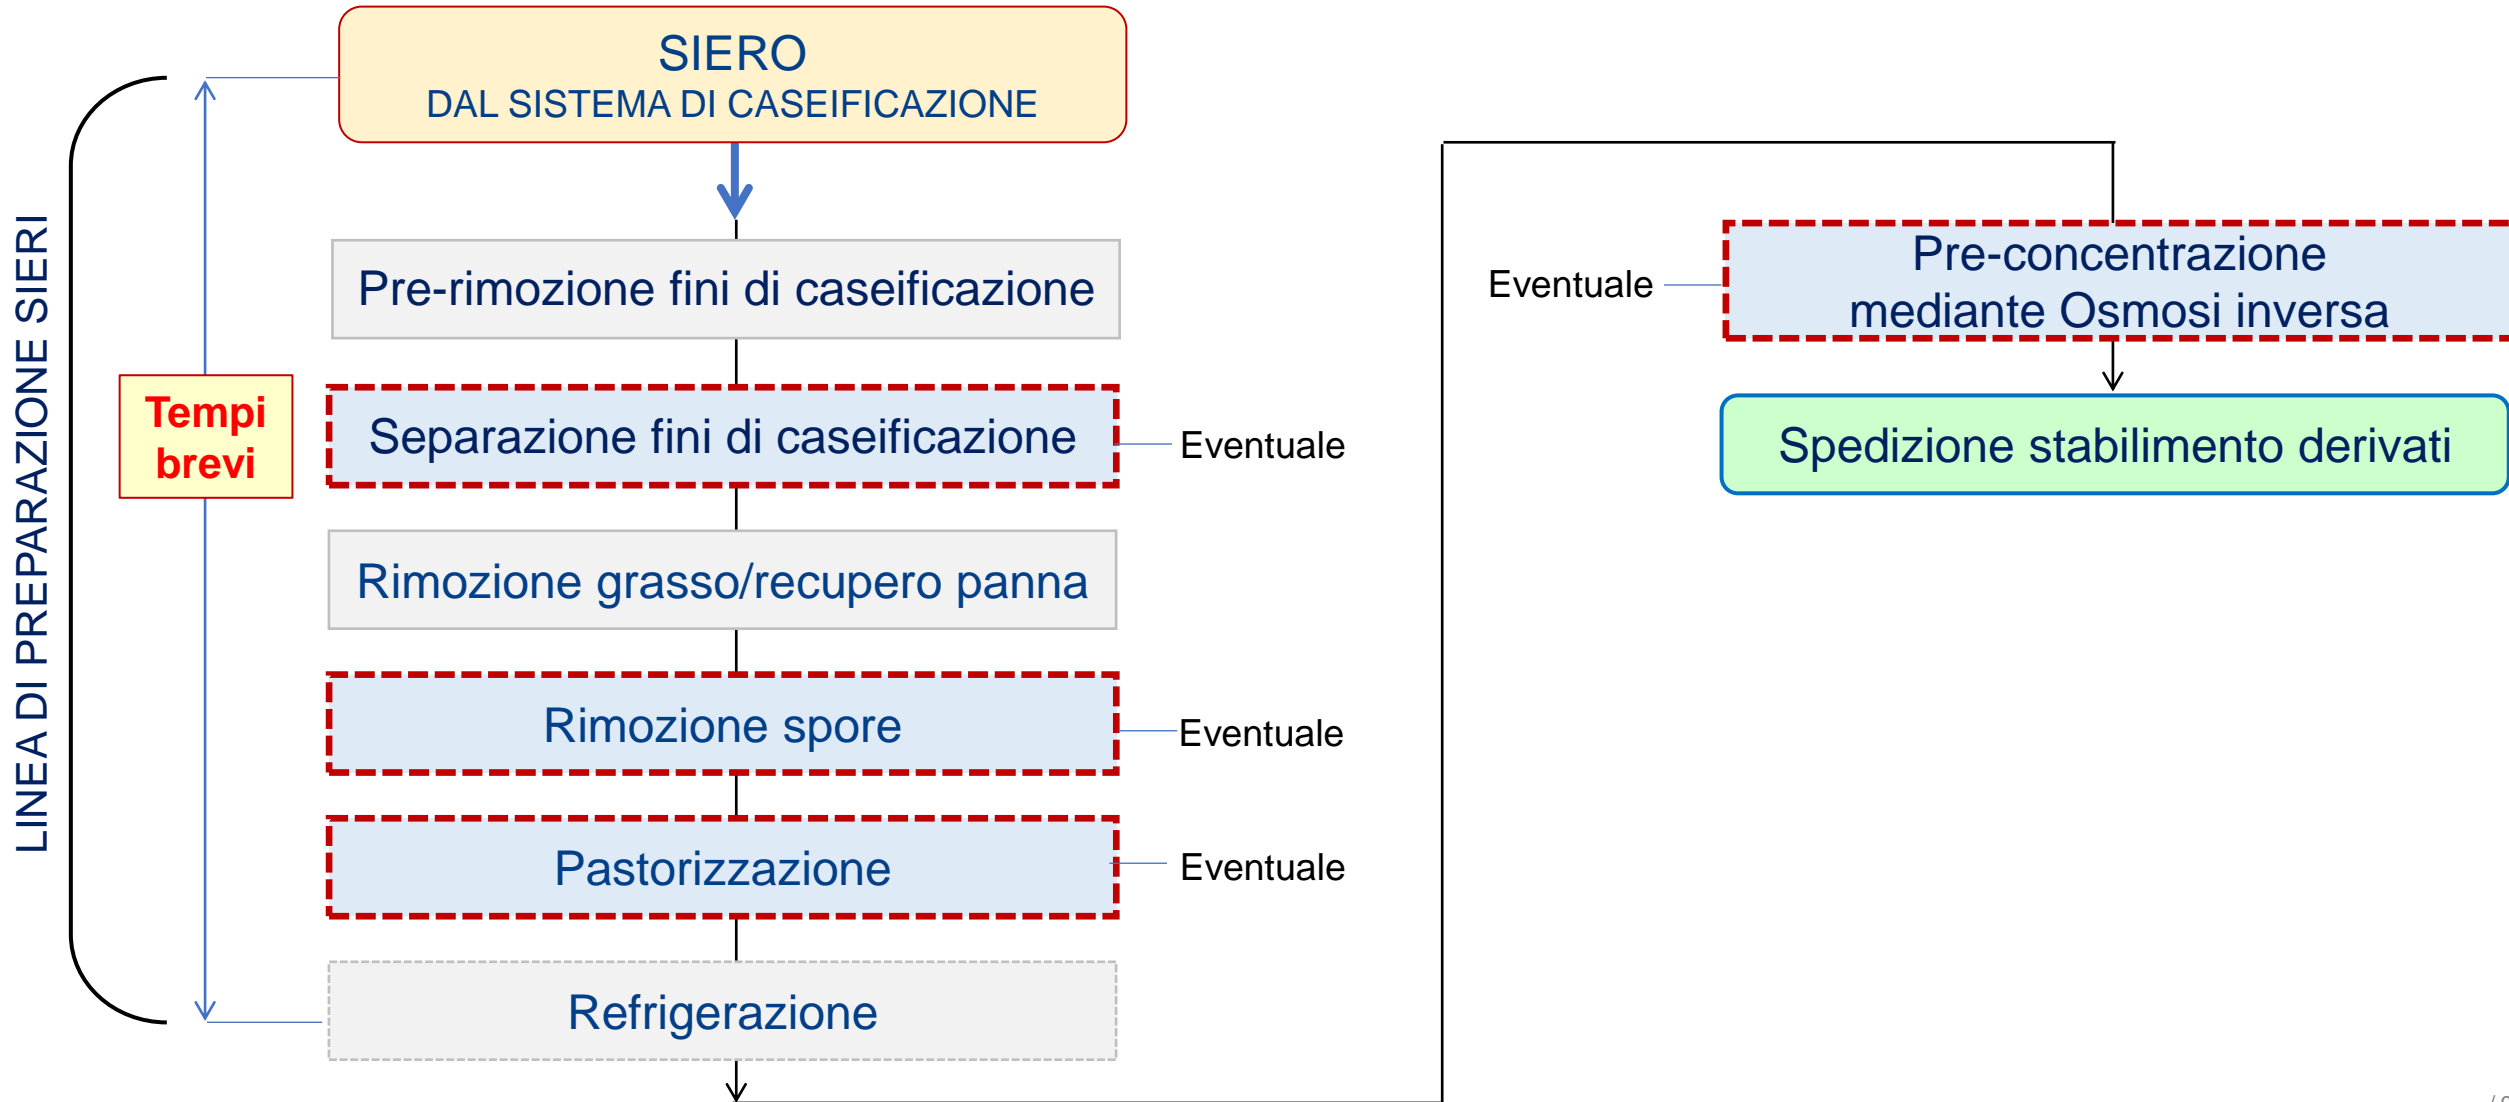 SIERO
DAL SISTEMA DI CASEIFICAZIONE
LINEA DI PREPARAZIONE SIERI
Tempi
brevi
Pre-rimozione fini di caseificazione
Separazione fini di caseificazione
Eventuale
Rimozione grasso/recupero panna
Rimozione spore
Eventuale
Pastorizzazione
Eventuale
Refrigerazione
Eventuale
Pre-concentrazione
mediante Osmosi inversa
Spedizione stabilimento derivati